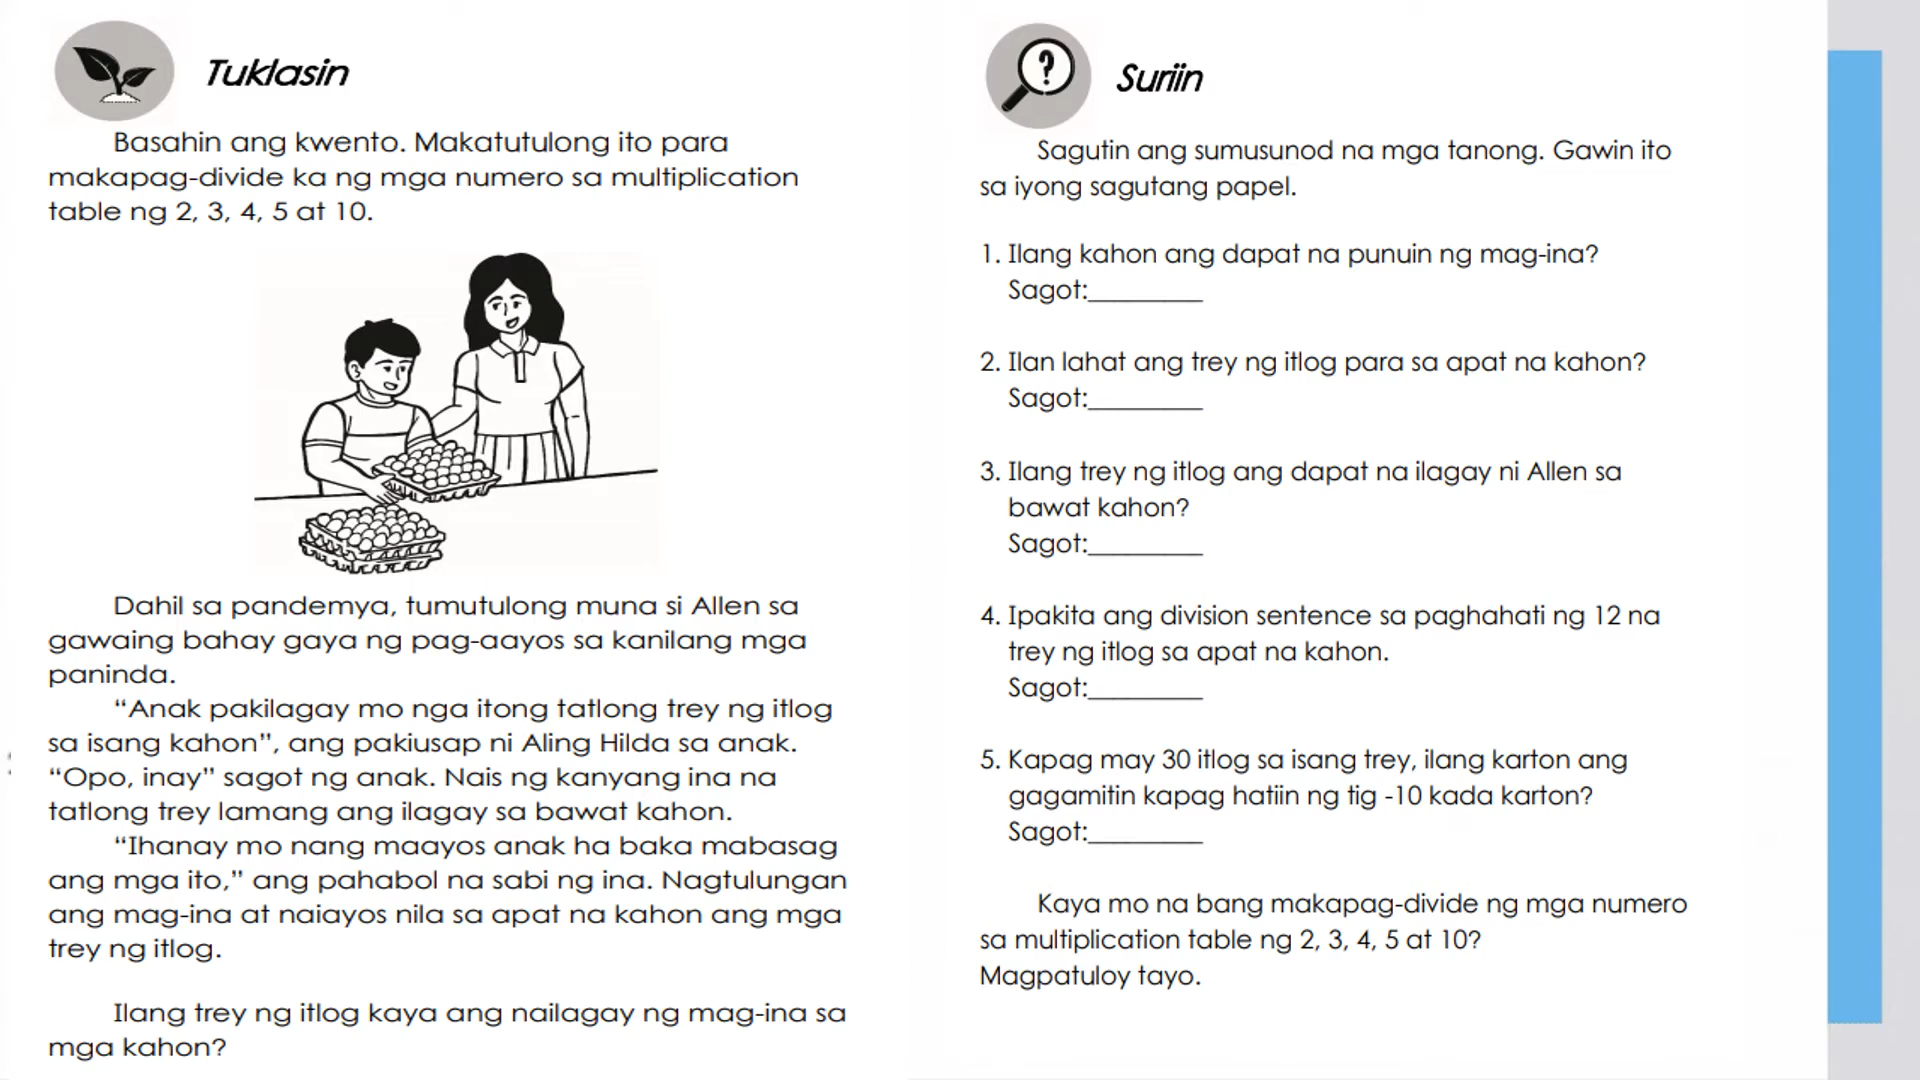 Tuklasin
Basahin ang kwento. Makatutulong ito para
makapag-divide ka ng mga numero sa multiplication
table ng 2, 3, 4, 5 at 10.
Dahil sa pandemya, tumutulong muna si Allen sa
gawaing bahay gaya ng pag-aayos sa kanilang mga
paninda.
“Anak pakilagay mo nga itong tatlong trey ng itlog
sa isang kahon”, ang pakiusap ni Aling Hilda sa anak.
“Opo, inay” sagot ng anak. Nais ng kanyang ina na
tatlong trey lamang ang ilagay sa bawat kahon.
“Ihanay mo nang maayos anak ha baka mabasag
ang mga ito,” ang pahabol na sabi ng ina. Nagtulungan
ang mag-ina at naiayos nila sa apat na kahon ang mga
trey ng itlog.
Ilang trey ng itlog kaya ang nailagay ng mag-ina sa
mga kahon?
Suriin
Sagutin ang sumusunod na mga tanong. Gawin ito
sa iyong sagutang papel.
1. Ilang kahon ang dapat na punuin ng mag-ina?
Sagot:_________
2. Ilan lahat ang trey ng itlog para sa apat na kahon?
Sagot:_________
3. Ilang trey ng itlog ang dapat na ilagay ni Allen sa
bawat kahon?
Sagot:_________
4. Ipakita ang division sentence sa paghahati ng 12 na
trey ng itlog sa apat na kahon.
Sagot:_________
5. Kapag may 30 itlog sa isang trey, ilang karton ang
gagamitin kapag hatiin ng tig -10 kada karton?
Sagot:_________
Kaya mo na bang makapag-divide ng mga numero
sa multiplication table ng 2, 3, 4, 5 at 10?
Magpatuloy tayo.